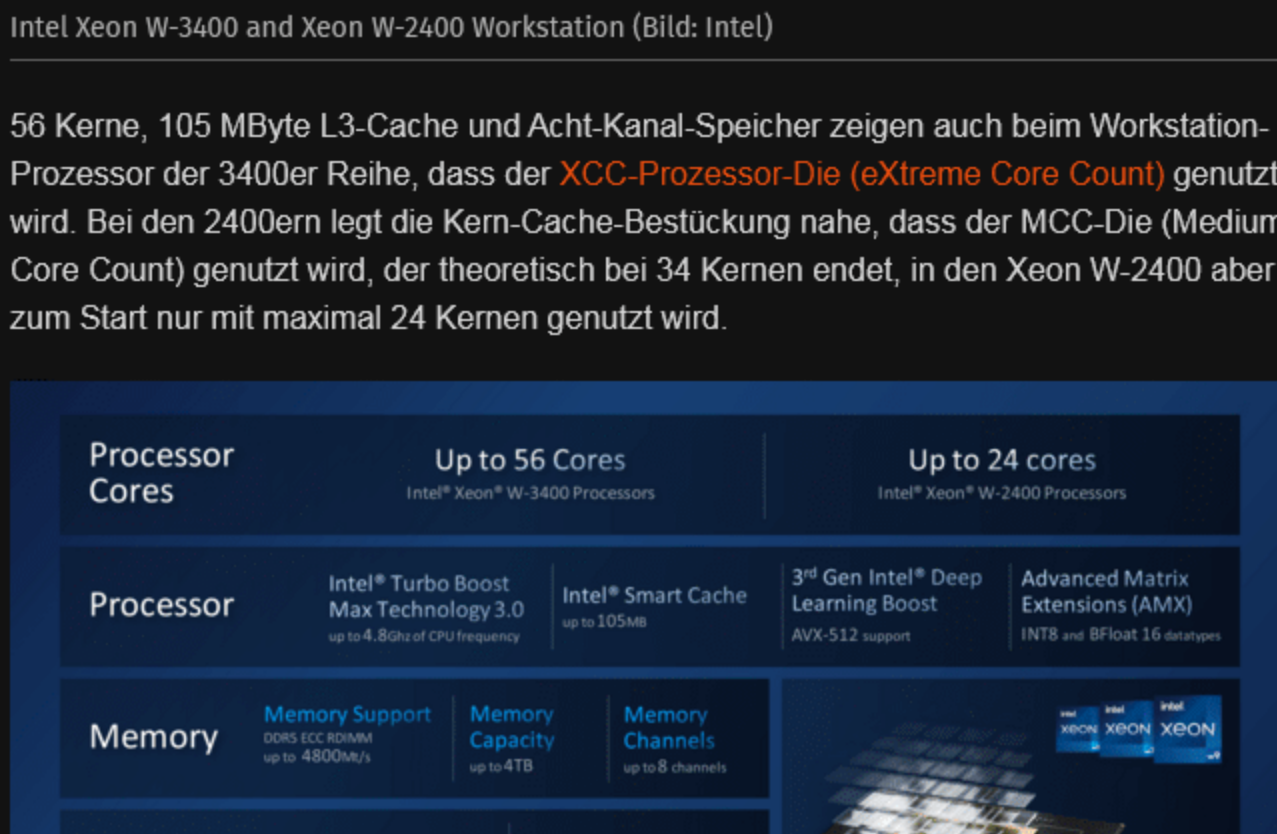 Intel Xeon W-3400 and Xeon W-2400 Workstation (Bild: Intel)
56 Kerne, 105 MByte L3-Cache und Acht-Kanal-Speicher zeigen auch beim Workstation-
Prozessor der 3400er Reihe, dass der XCC-Prozessor-Die (eXtreme Core Count) genutzt
wird. Bei den 2400ern legt die Kern-Cache-Bestückung nahe, dass der MCC-Die (Medium
Core Count) genutzt wird, der theoretisch bei 34 Kernen endet, in den Xeon W-2400 aber
zum Start nur mit maximal 24 Kernen genutzt wird.
Processor
Cores
Up to 56 Cores
Intel® Xeon® W-3400 Processors
Up to 24 cores
Intel® Xeon® W-2400 Processors
Processor
Intel® Turbo Boost
Max Technology 3.0
up to 4.8Ghz of CPU frequency
Intel® Smart Cache
up to 105MB
3rd Gen Intel® Deep
Learning Boost
AVX-512 support
Advanced Matrix
Extensions (AMX)
INT8 and BFloat 16 datatypes
Memory
Memory Support
DDR5 ECC RDIMM
up to 4800Mt/s
Memory
Capacity
up to 4TB
Memory
Channels
up to 8 channels
intel
XEON
intel
XEON
intel
XEON
w9